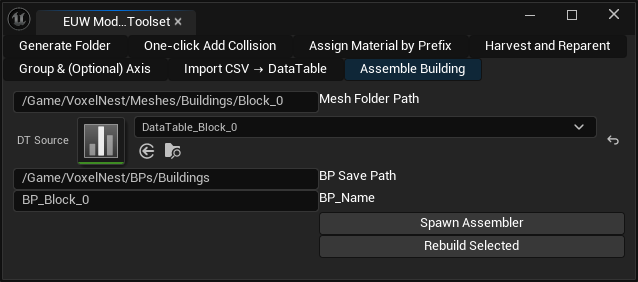 EUW Mod...Toolset
Generate Folder One-click Add Collision Assign Material by Prefix Harvest and Reparent
Group & (Optional) Axis Import CSV → DataTable Assemble Building
/Game/VoxelNest/Meshes/Buildings/Block_0 Mesh Folder Path
DT Source DataTable_Block_0
/Game/VoxelNest/BPs/Buildings BP Save Path
BP_Block_0 BP_Name
Spawn Assembler
Rebuild Selected